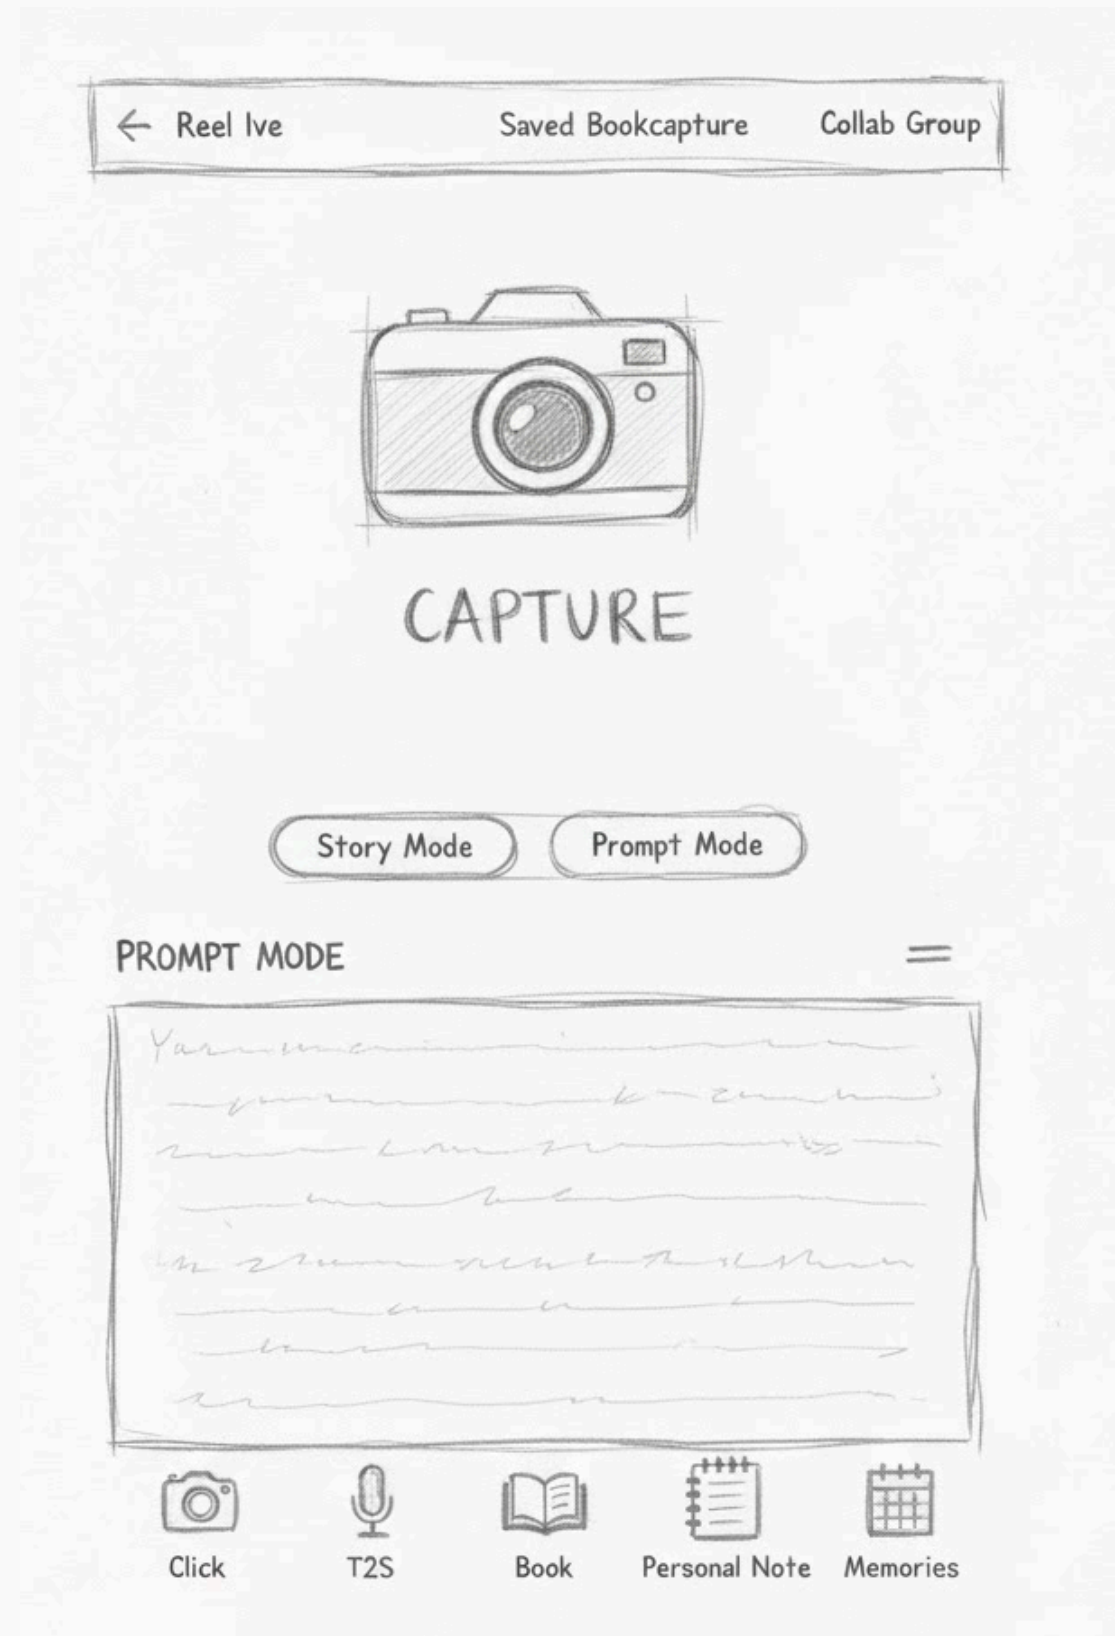 ← Reel Ive Saved Bookcapture Collab Group
CAPTURE
Story Mode Prompt Mode
PROMPT MODE
Click T2S Book Personal Note Memories